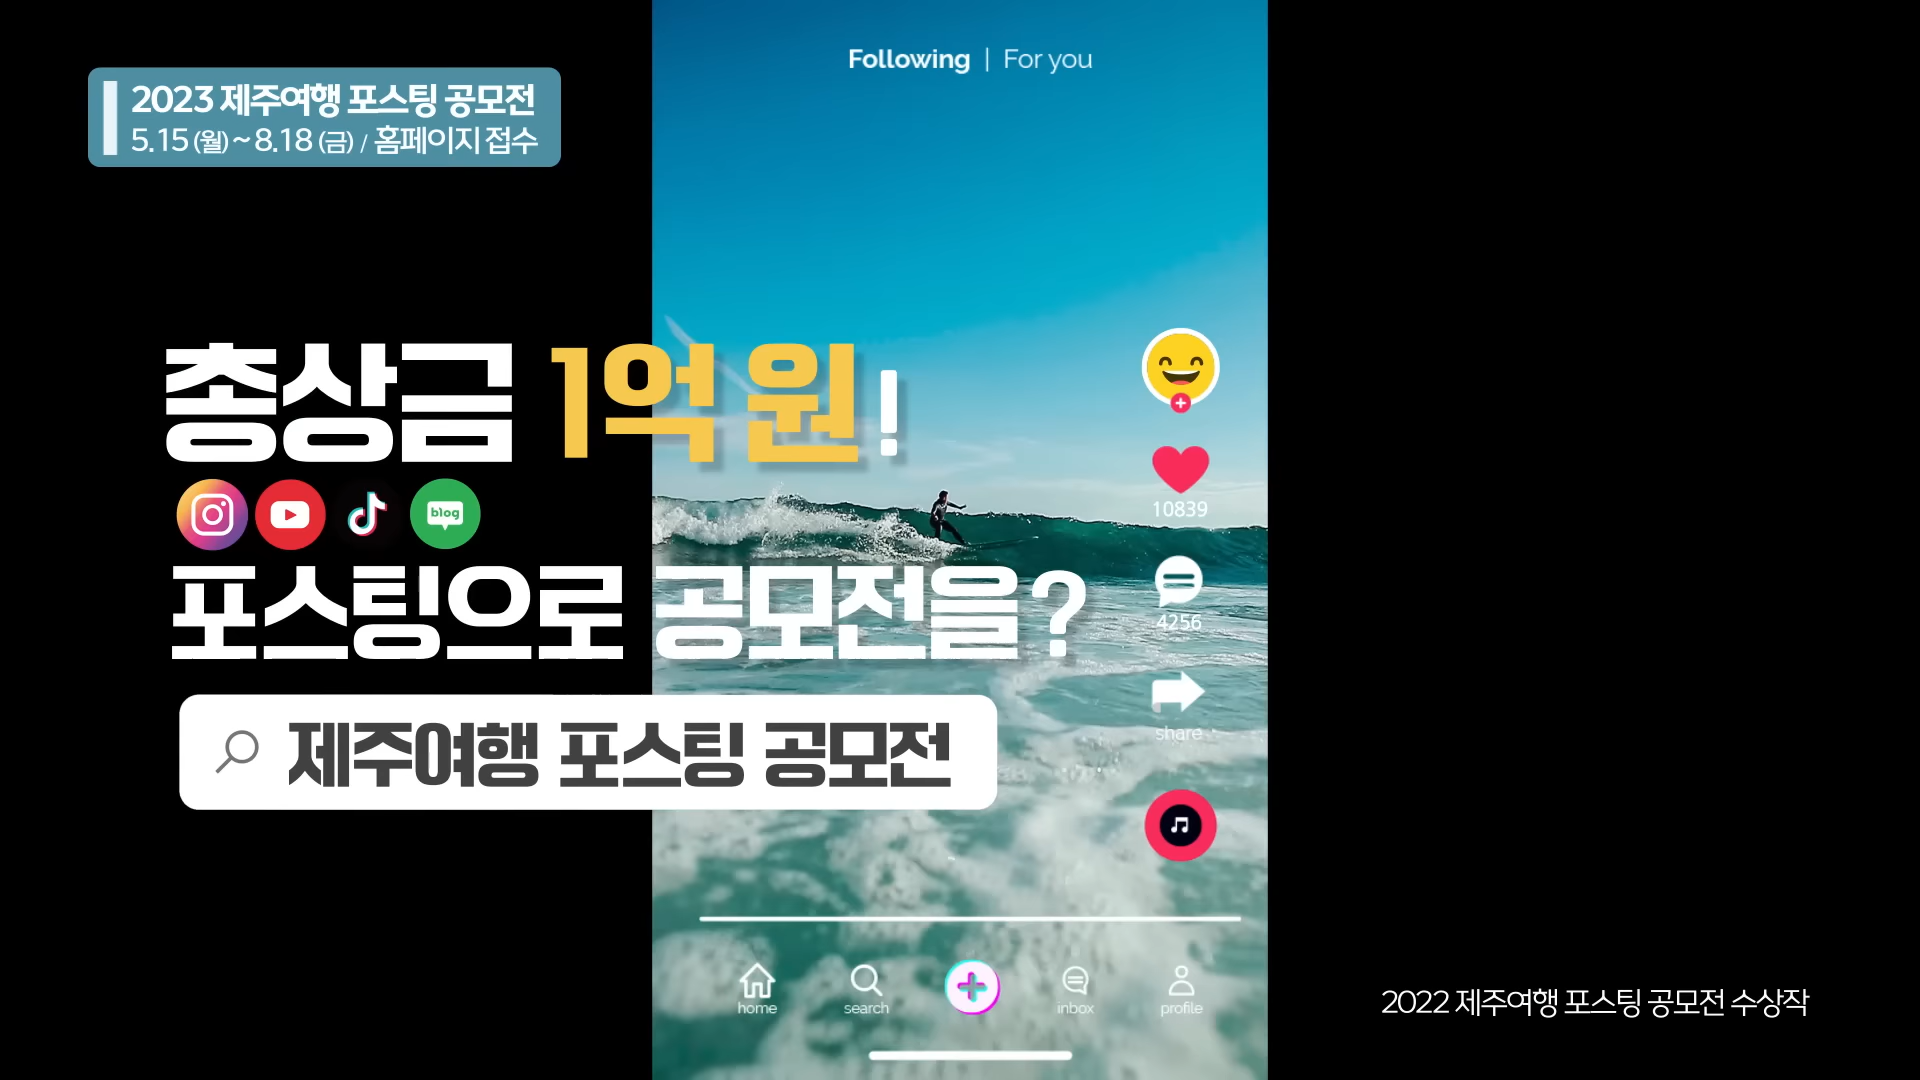 2023 제주여행 포스팅 공모전
5.15 (월) ~ 8.18 (금) / 홈페이지 접수
Following | For you
총상금 1억 원!
10839
blog
포스팅으로 공모전을?
4256
share
제주여행 포스팅 공모전
home
search
inbox
profile
2022 제주여행 포스팅 공모전 수상작